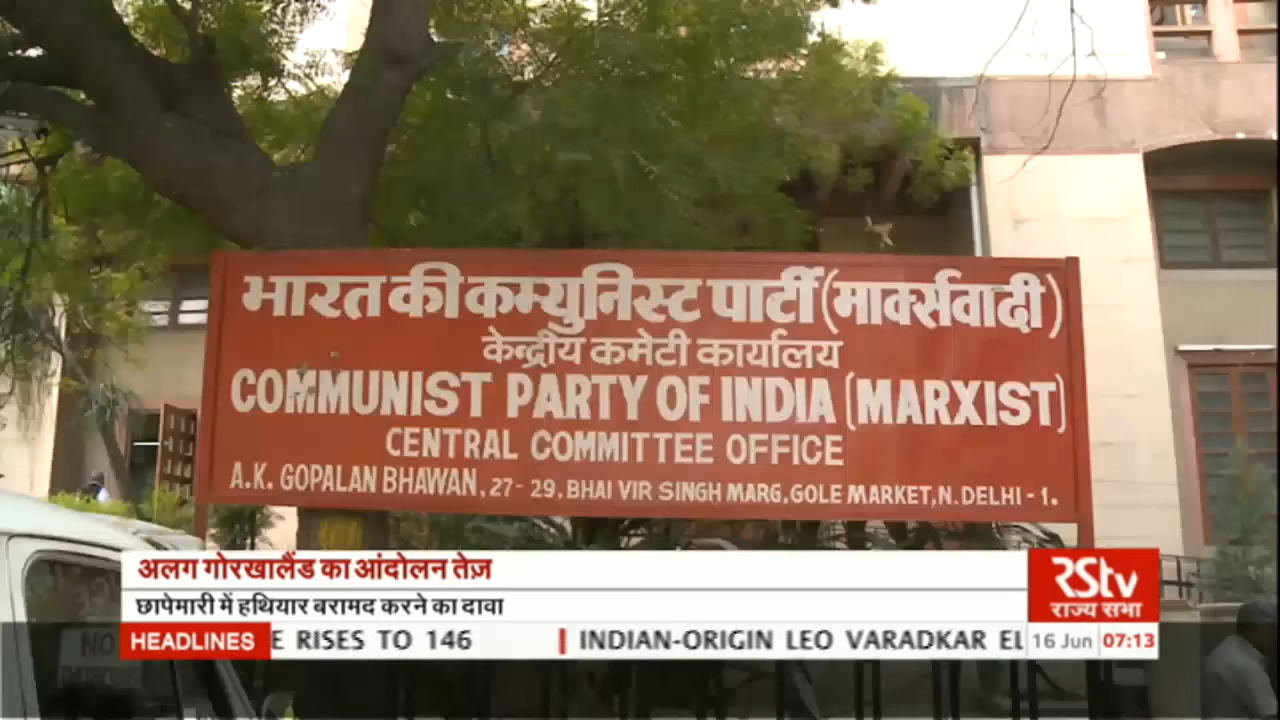 भारत की कम्युनिस्ट पार्टी (मार्क्सवादी)
केन्द्रीय कमेटी कार्यालय
COMMUNIST PARTY OF INDIA (MARXIST)
CENTRAL COMMITTEE OFFICE
A.K. GOPALAN BHAWAN, 27-29, BHAI VIR SINGH MARG, GOLE MARKET, N. DELHI - 1.
अलग गोरखालैंड का आंदोलन तेज़
छापेमारी में हथियार बरामद करने का दावा
RStv
राज्य सभा
HEADLINES E RISES TO 146 | INDIAN-ORIGIN LEO VARADKAR EL 16 Jun 07:13
NO